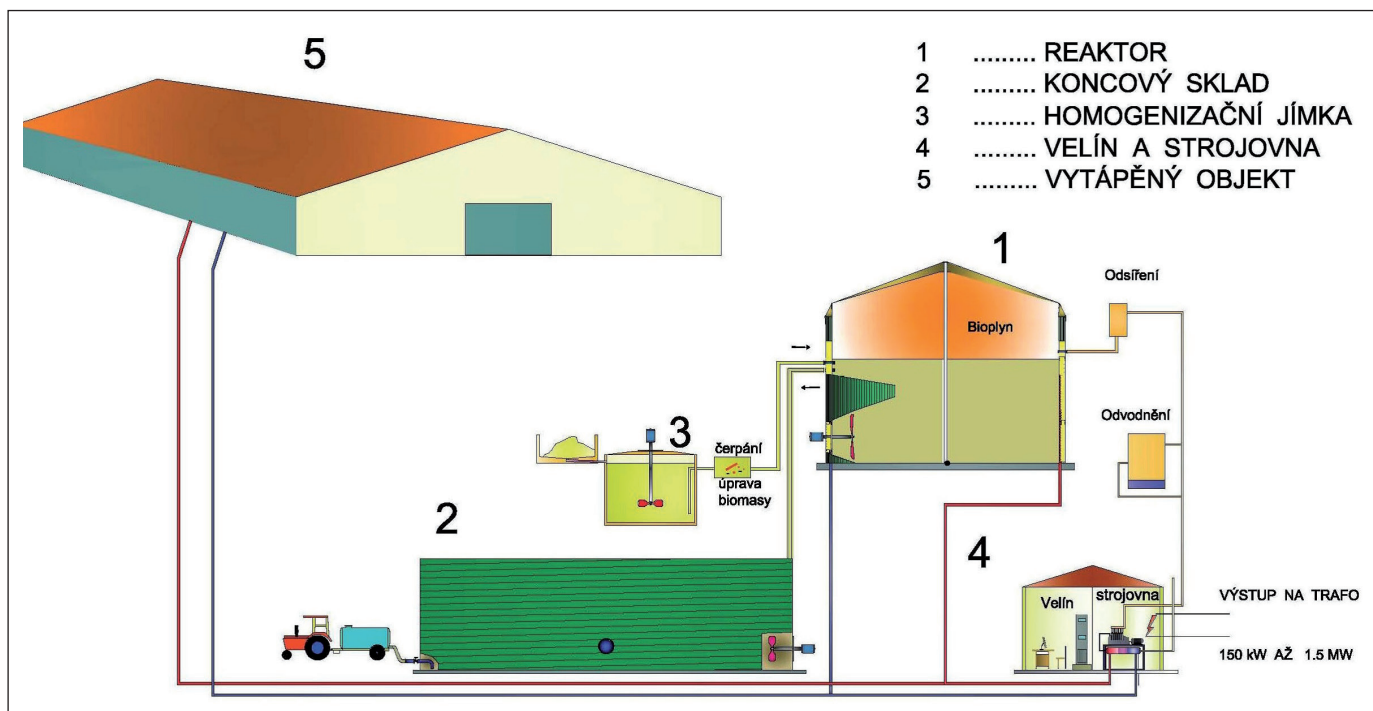 5
1 ......... REAKTOR
2 ......... KONCOVÝ SKLAD
3 ......... HOMOGENIZAČNÍ JÍMKA
4 ......... VELÍN A STROJOVNA
5 ......... VYTÁPĚNÝ OBJEKT
1
Odsíření
Bioplyn
Odvodnění
3
čerpání
úprava
biomasy
2
4
Velín
strojovna
VÝSTUP NA TRAFO
150 kW AŽ 1.5 MW